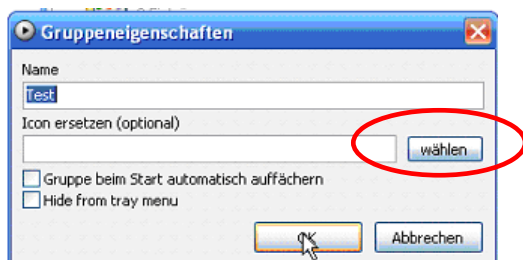 Gruppeneigenschaften
Name
Test
Icon ersetzen (optional)
wählen
Gruppe beim Start automatisch auffächern
Hide from tray menu
OK Abbrechen